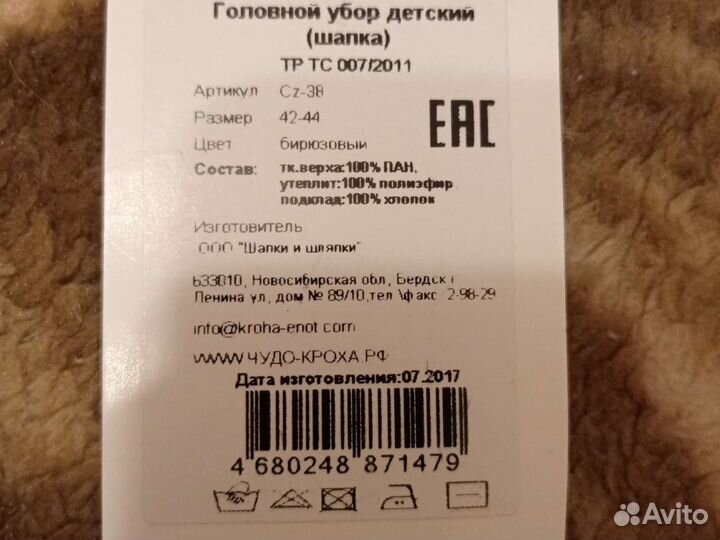 Головной убор детский
(шапка)
ТР ТС 007/2011
Артикул Cz-38
Размер 42-44
Цвет бирюзовый
EAC
Состав: тк.верха:100% ПАН,
утеплит:100% полиэфир
подклад:100% хлопок
Изготовитель
ООО "Шапки и шляпки"
633010, Новосибирская обл, Бердск г
Ленина ул, дом № 89/10,тел \факс 2-98-29
info@kroha-enot.com
WWW.ЧУДО-КРОХА.РФ
Дата изготовления:07.2017
4 680248 871479
Avito